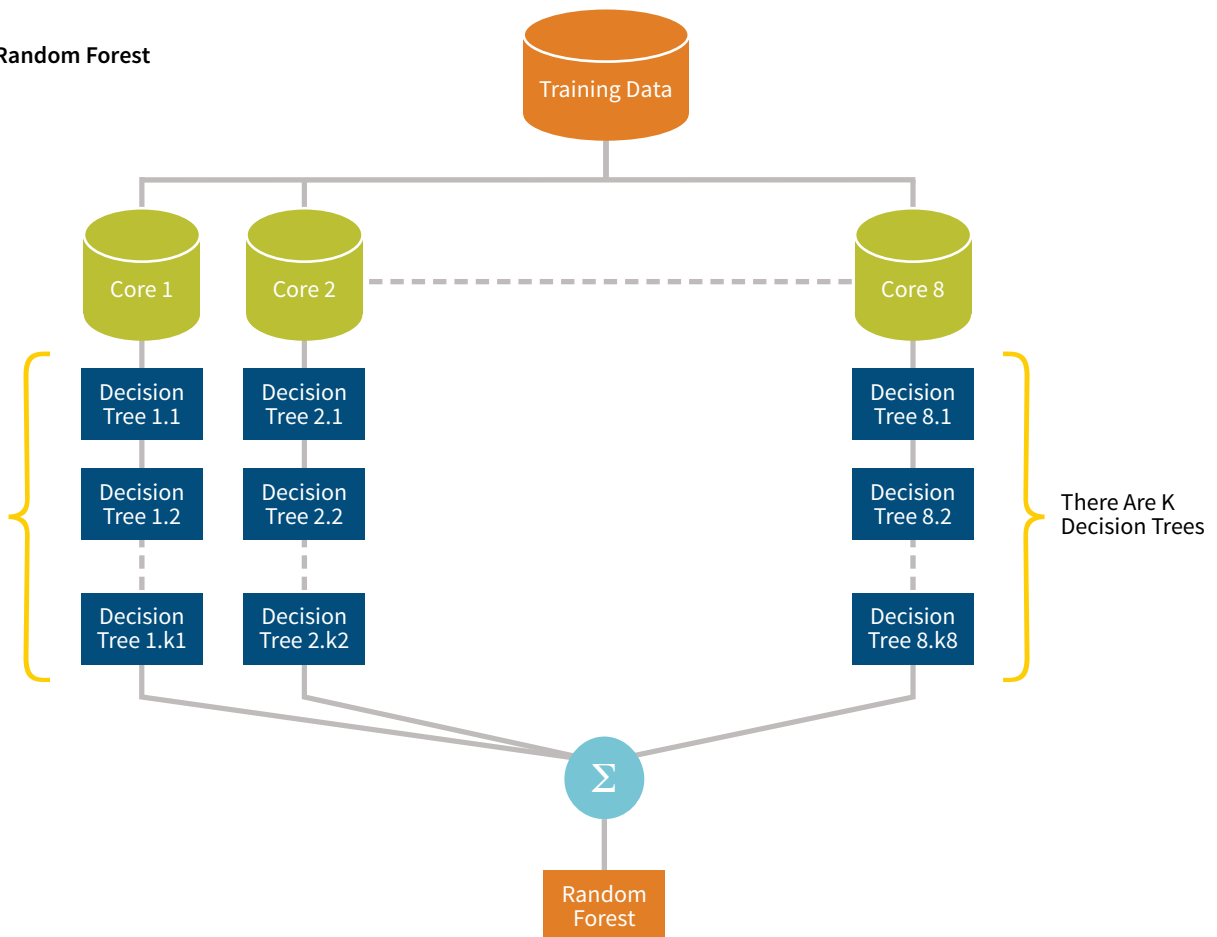 Random Forest
Training Data
Core 1
Core 2
Core 8
Decision
Tree 1.1
Decision
Tree 2.1
Decision
Tree 8.1
Decision
Tree 1.2
Decision
Tree 2.2
Decision
Tree 8.2
There Are K
Decision Trees
Decision
Tree 1.k1
Decision
Tree 2.k2
Decision
Tree 8.k8
Σ
Random
Forest